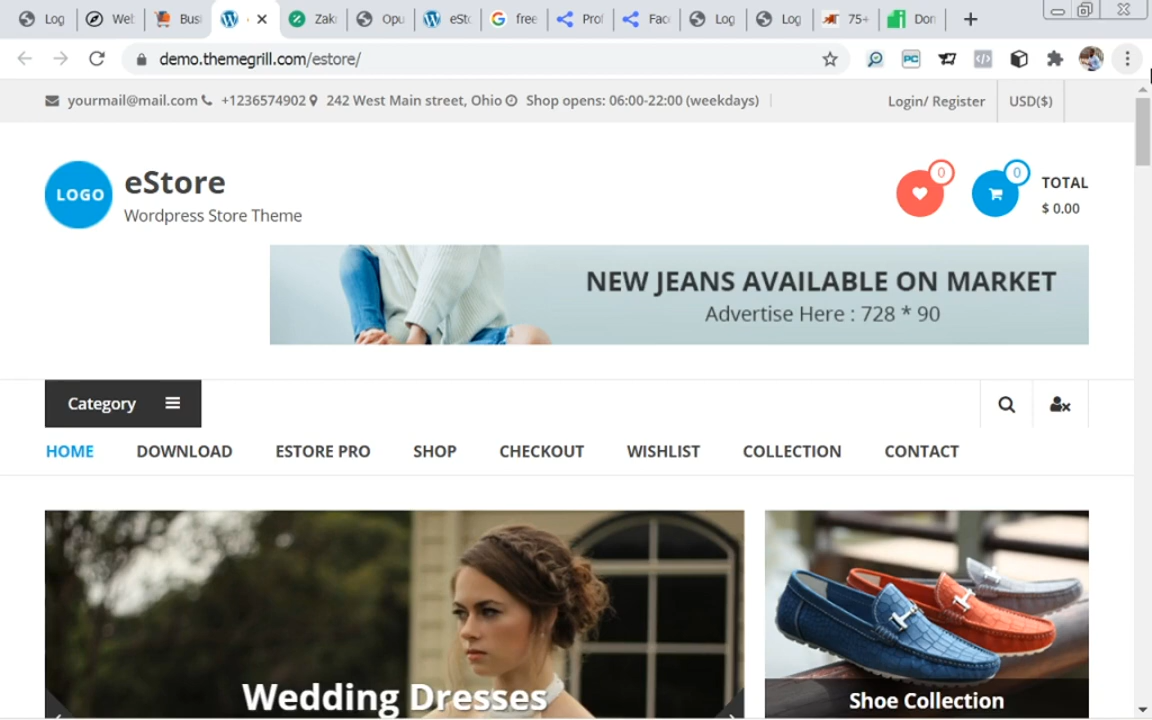 Log
Wel
Busi
Zak
Opu
eSto
free
Prof
Fac
Log
Log
75+
Don
demo.themegrill.com/estore/
PC
yourmail@mail.com +1236574902 242 West Main street, Ohio Shop opens: 06:00-22:00 (weekdays)
Login/ Register USD($)
LOGO
eStore
Wordpress Store Theme
0
0
TOTAL
$ 0.00
NEW JEANS AVAILABLE ON MARKET
Advertise Here : 728 * 90
Category
HOME DOWNLOAD ESTORE PRO SHOP CHECKOUT WISHLIST COLLECTION CONTACT
Wedding Dresses
Shoe Collection